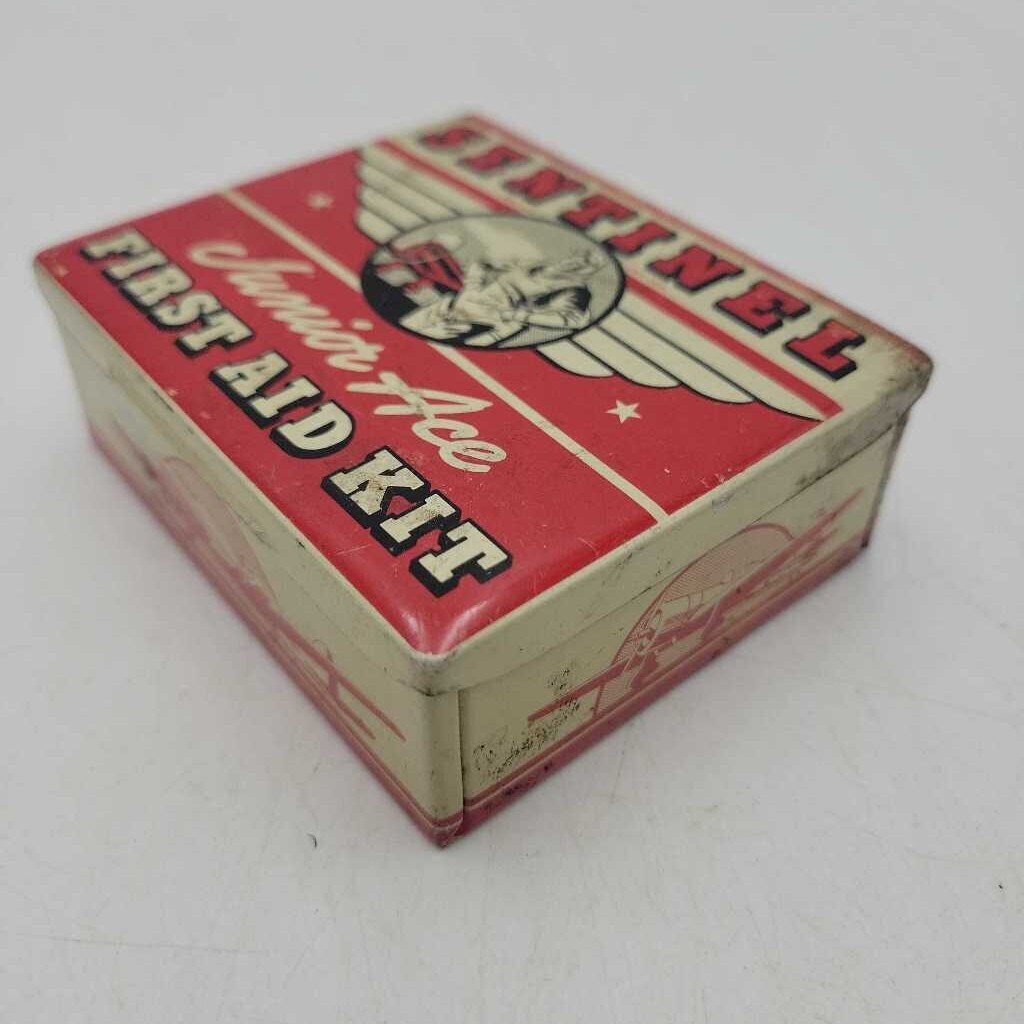 SENTINEL
Junior Ace
FIRST AID KIT